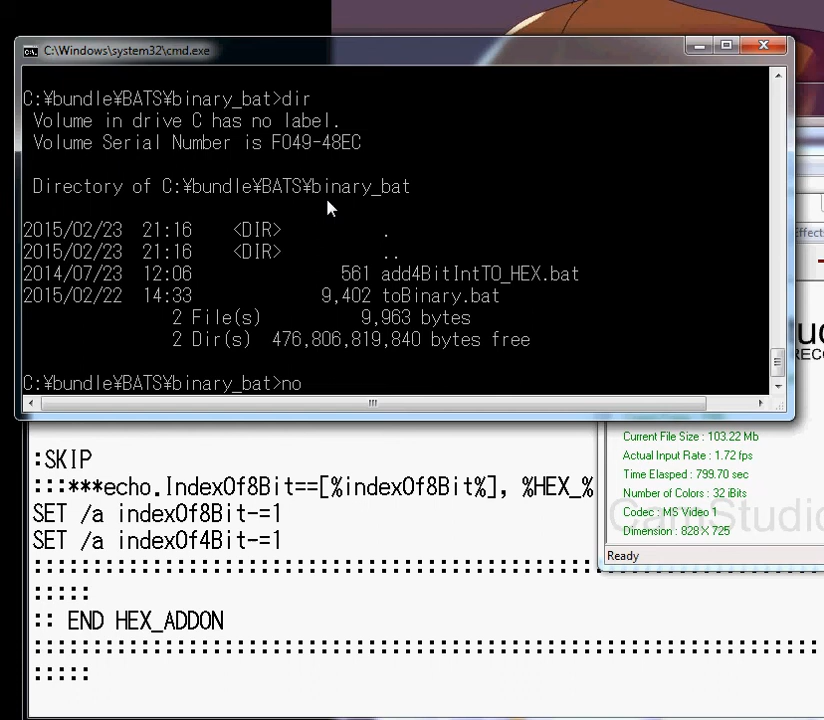 C:\Windows\system32\cmd.exe
C:¥bundle¥BATS¥binary_bat>dir
Volume in drive C has no label.
Volume Serial Number is F049-48EC
Directory of C:¥bundle¥BATS¥binary_bat
2015/02/23 21:16 <DIR> .
2015/02/23 21:16 <DIR> ..
2014/07/23 12:06 561 add4BitIntTO_HEX.bat
2015/02/22 14:33 9,402 toBinary.bat
2 File(s) 9,963 bytes
2 Dir(s) 476,806,819,840 bytes free
C:¥bundle¥BATS¥binary_bat>no
Effects
Current File Size : 103.22 Mb
Actual Input Rate : 1.72 fps
Time Elasped : 799.70 sec
Number of Colors : 32 iBits
Codec : MS Video 1
Dimension : 828 X 725
CamStudio
Ready
:SKIP
:::***echo.IndexOf8Bit==[%indexOf8Bit%], %HEX_%
SET /a indexOf8Bit-=1
SET /a indexOf4Bit-=1
:::::
:: END HEX_ADDON
:::::